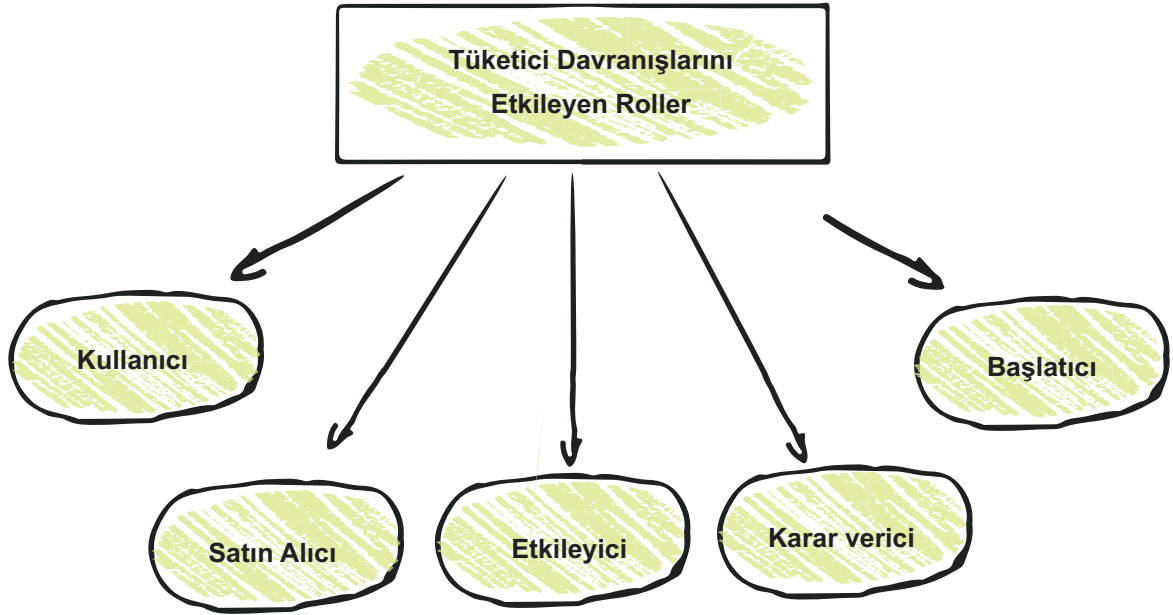 Tüketici Davranışlarını
Etkileyen Roller
Kullanıcı
Başlatıcı
Satın Alıcı
Etkileyici
Karar verici